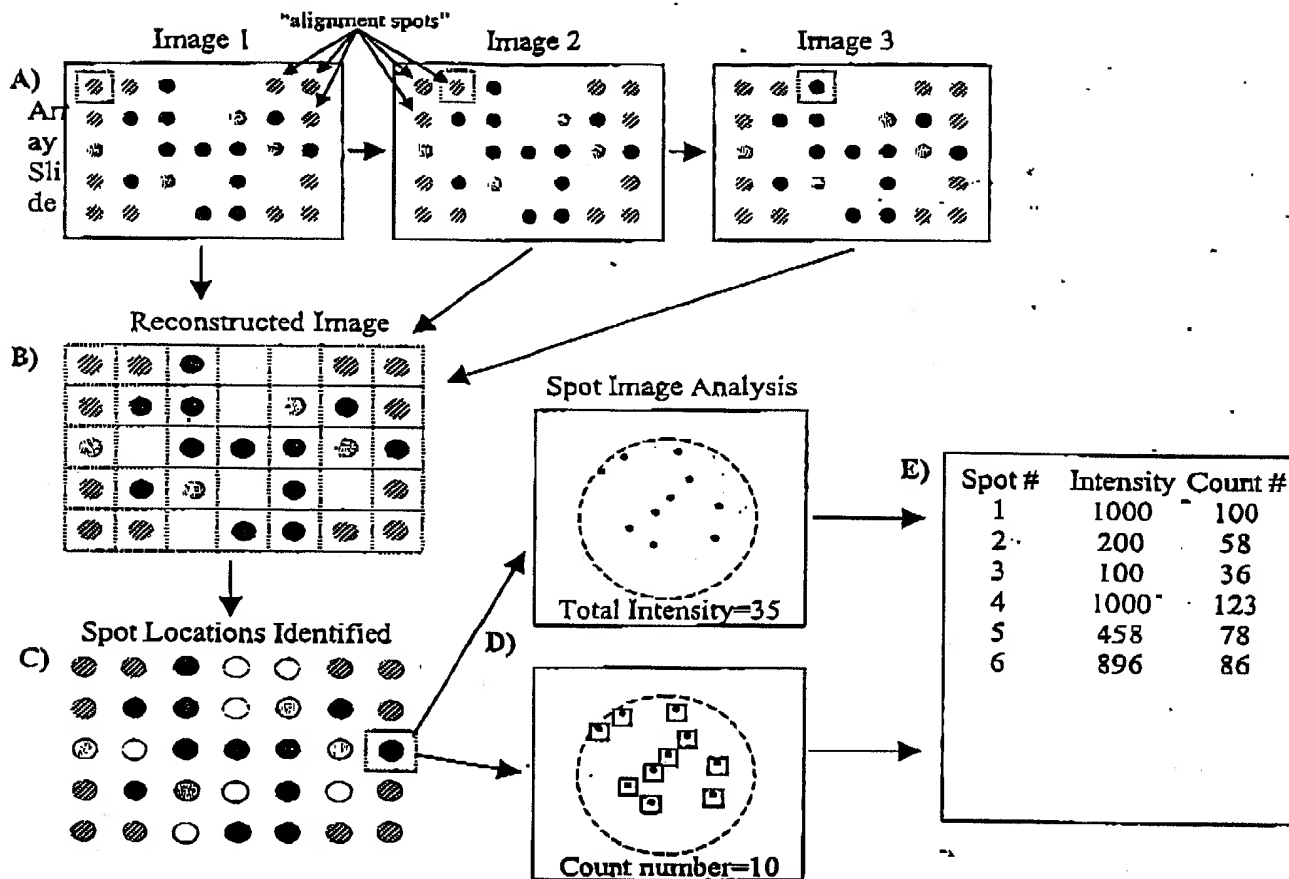 "alignment spots"
Image 1
Image 2
Image 3
A)
Arr
ay
Sli
de
Reconstructed Image
B)
Spot Image Analysis
Total Intensity=35
E)
Spot # Intensity Count #
1 1000 100
2 200 58
3 100 36
4 1000 123
5 458 78
6 896 86
Spot Locations Identified
C)
D)
Count number=10